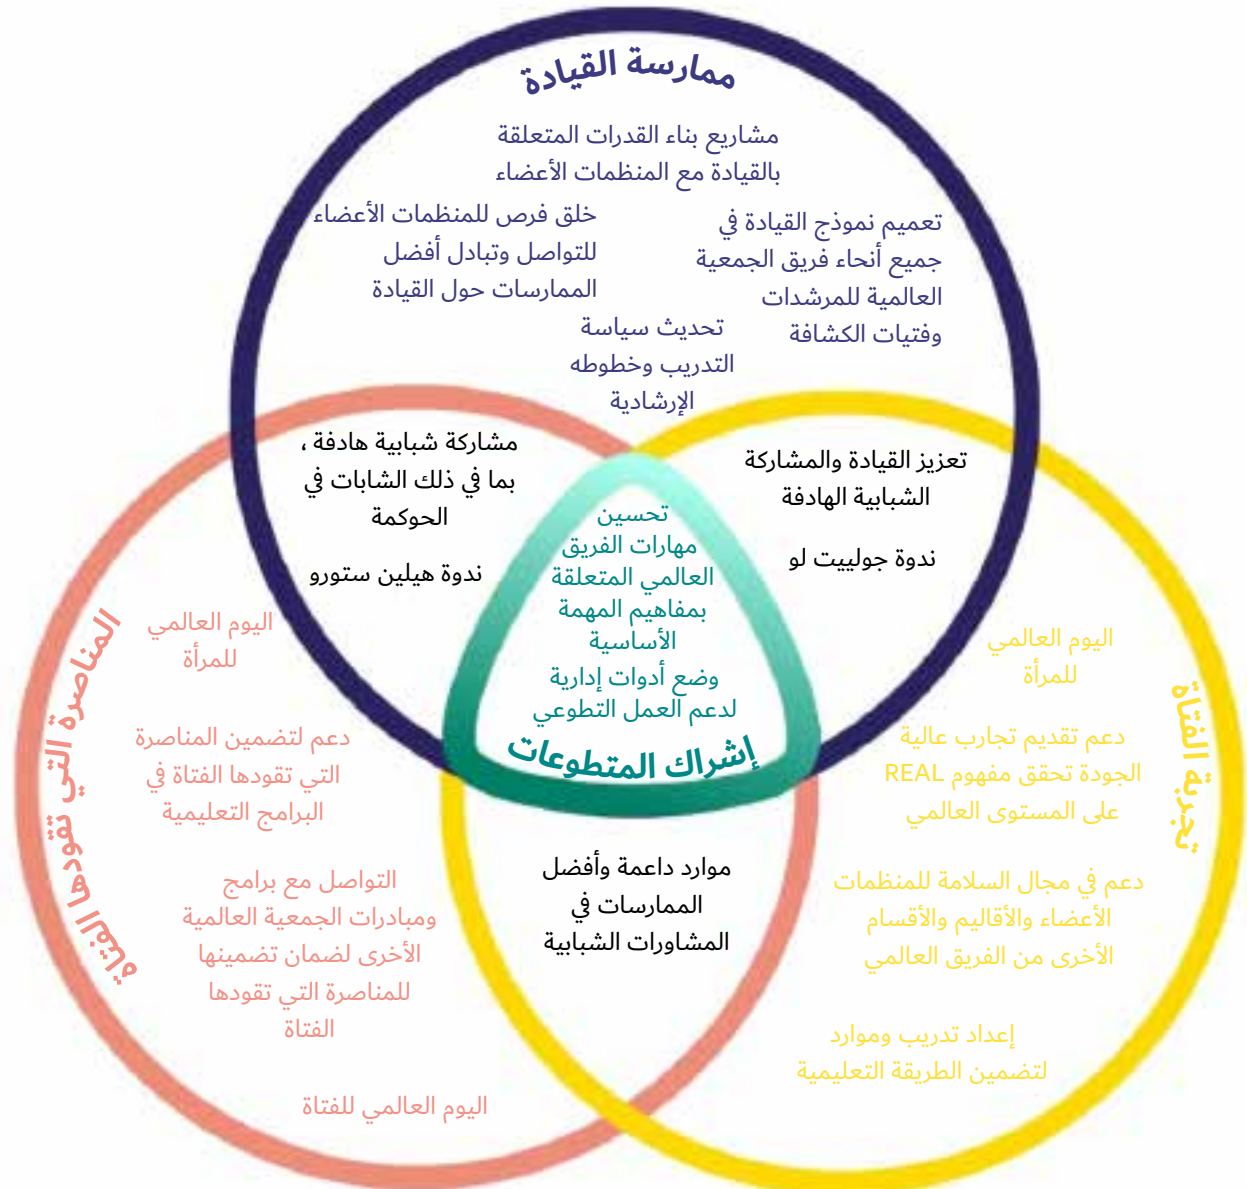 ممارسة القيادة
مشاريع بناء القدرات المتعلقة
بالقيادة مع المنظمات الأعضاء
تعميم نموذج القيادة في
جميع أنحاء فريق الجمعية
العالمية للمرشدات
وفتيات الكشافة
خلق فرص للمنظمات الأعضاء
للتواصل وتبادل أفضل
الممارسات حول القيادة
تحديث سياسة
التدريب وخطوطه
الإرشادية
تعزيز القيادة والمشاركة
الشبابية الهادفة
ندوة جولييت لو
مشاركة شبابية هادفة ،
بما في ذلك الشابات في
الحوكمة
ندوة هيلين ستورو
تحسين
مهارات الفريق
العالمي المتعلقة
بمفاهيم المهمة
الأساسية
وضع أدوات إدارية
لدعم العمل التطوعي
إشراك المتطوعات
تجربة الفتاة
اليوم العالمي
للمرأة
دعم تقديم تجارب عالية
الجودة تحقق مفهوم REAL
على المستوى العالمي
دعم في مجال السلامة للمنظمات
الأعضاء والأقاليم والأقسام
الأخرى من الفريق العالمي
إعداد تدريب وموارد
لتضمين الطريقة التعليمية
المناصرة التي تقودها الفتاة
اليوم العالمي
للمرأة
دعم لتضمين المناصرة
التي تقودها الفتاة في
البرامج التعليمية
التواصل مع برامج
ومبادرات الجمعية العالمية
الأخرى لضمان تضمينها
للمناصرة التي تقودها
الفتاة
اليوم العالمي للفتاة
موارد داعمة وأفضل
الممارسات في
المشاورات الشبابية